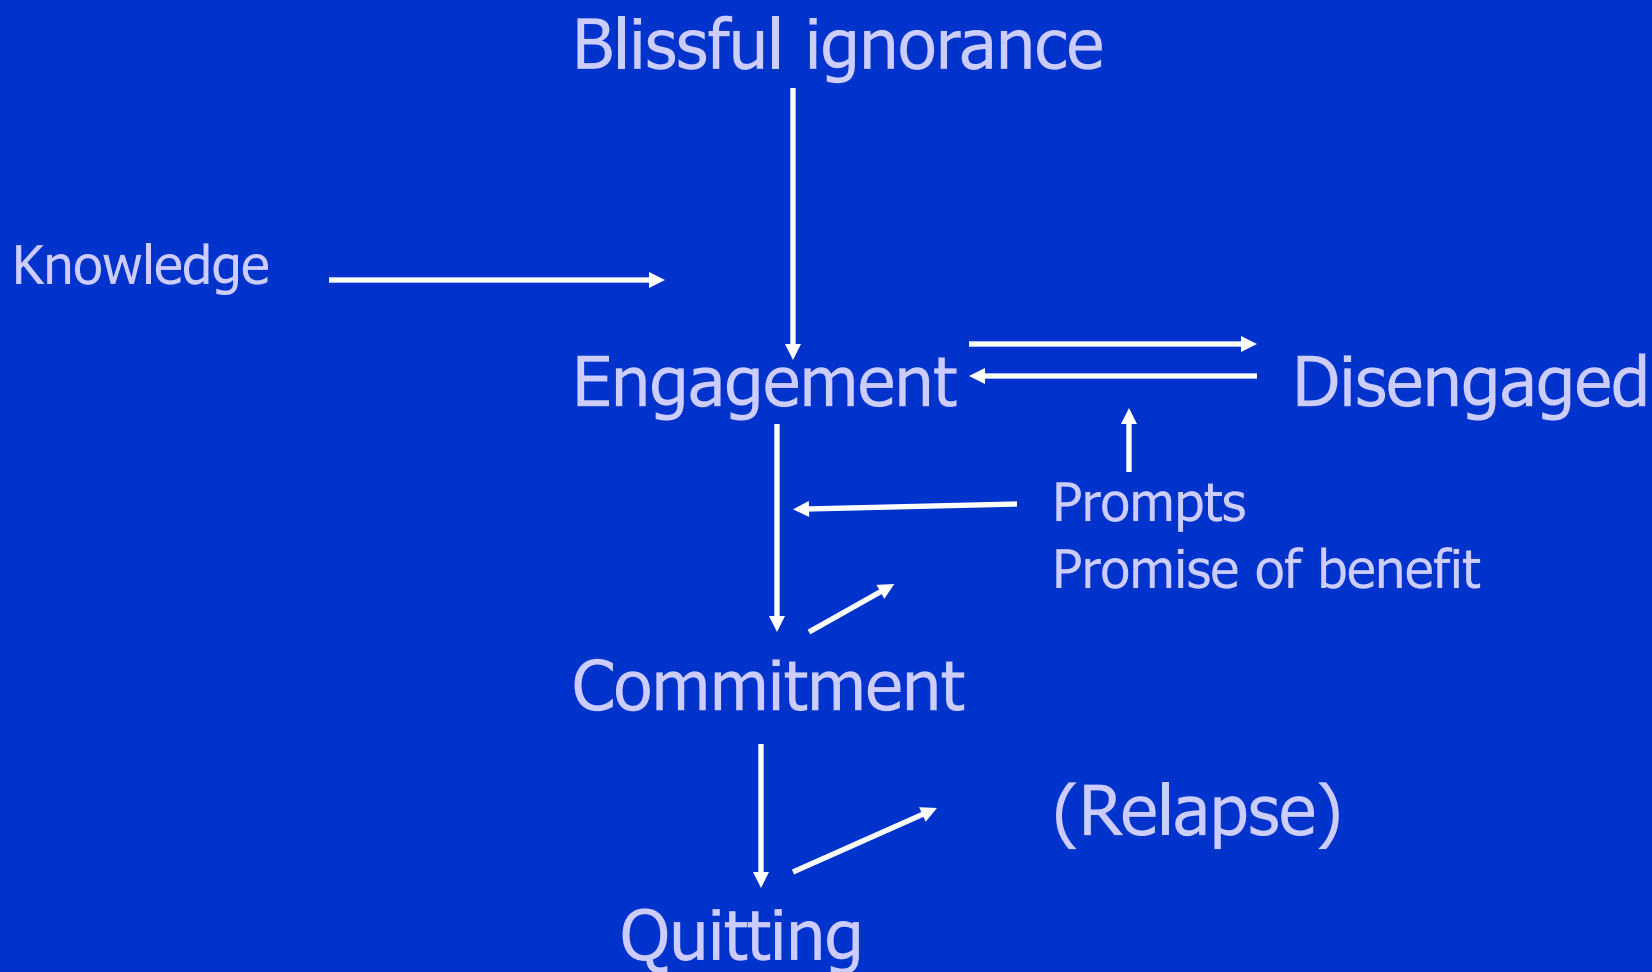 Blissful ignorance
Knowledge
Engagement
Disengaged
Prompts
Promise of benefit
Commitment
(Relapse)
Quitting